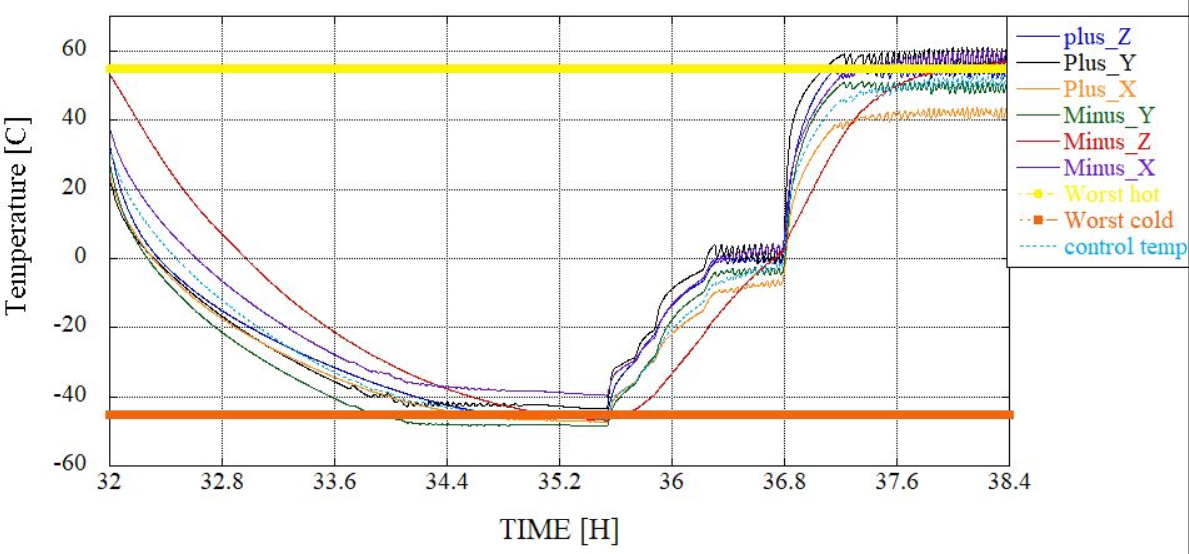 Temperature [C]
60
40
20
0
-20
-40
-60
32
32.8
33.6
34.4
35.2
36
36.8
37.6
38.4
TIME [H]
plus_Z
Plus_Y
Plus_X
Minus_Y
Minus_Z
Minus_X
Worst hot
Worst cold
control temp